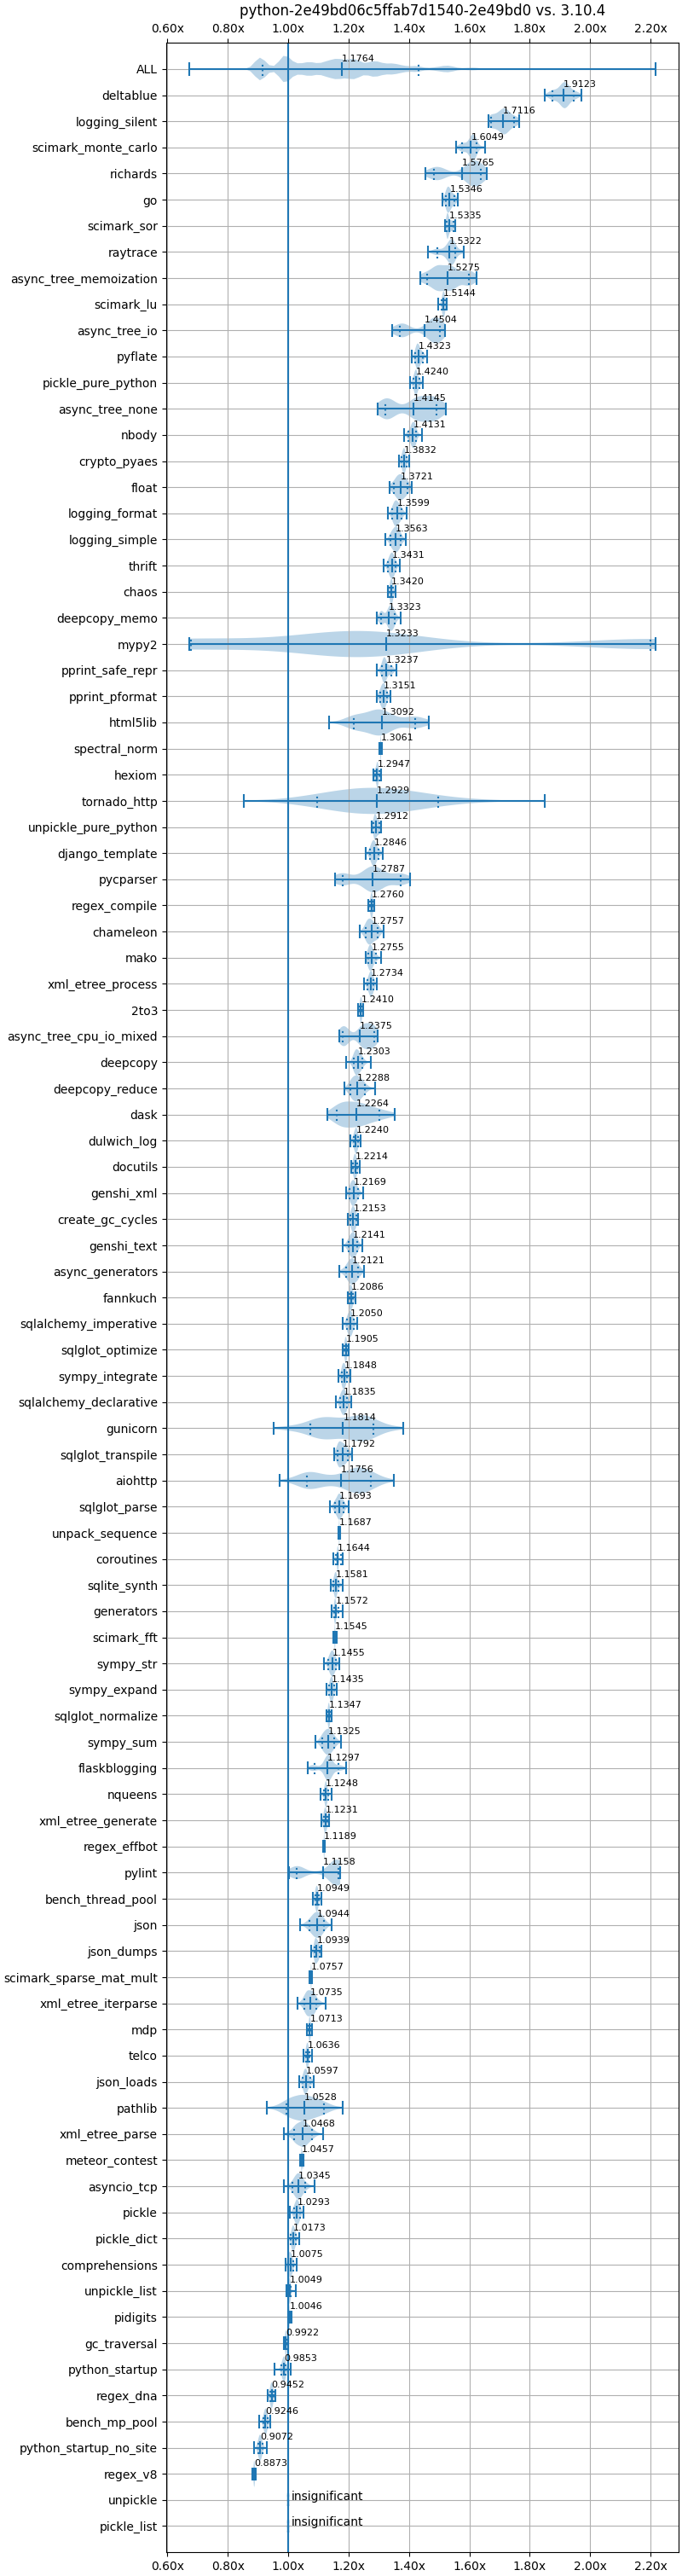 python-2e49bd06c5ffab7d1540-2e49bd0 vs. 3.10.4
0.60x 0.80x 1.00x 1.20x 1.40x 1.60x 1.80x 2.00x 2.20x
ALL 1.1764
deltablue 1.9123
logging_silent 1.7116
scimark_monte_carlo 1.6049
richards 1.5765
go 1.5346
scimark_sor 1.5335
raytrace 1.5322
async_tree_memoization 1.5275
scimark_lu 1.5144
async_tree_io 1.4504
pyflate 1.4323
pickle_pure_python 1.4240
async_tree_none 1.4145
nbody 1.4131
crypto_pyaes 1.3832
float 1.3721
logging_format 1.3599
logging_simple 1.3563
thrift 1.3431
chaos 1.3420
deepcopy_memo 1.3323
mypy2 1.3233
pprint_safe_repr 1.3237
pprint_pformat 1.3151
html5lib 1.3092
spectral_norm 1.3061
hexiom 1.2947
tornado_http 1.2929
unpickle_pure_python 1.2912
django_template 1.2846
pycparser 1.2787
regex_compile 1.2760
chameleon 1.2757
mako 1.2755
xml_etree_process 1.2734
2to3 1.2410
async_tree_cpu_io_mixed 1.2375
deepcopy 1.2303
deepcopy_reduce 1.2288
dask 1.2264
dulwich_log 1.2240
docutils 1.2214
genshi_xml 1.2169
create_gc_cycles 1.2153
genshi_text 1.2141
async_generators 1.2121
fannkuch 1.2086
sqlalchemy_imperative 1.2050
sqlglot_optimize 1.1905
sympy_integrate 1.1848
sqlalchemy_declarative 1.1835
gunicorn 1.1814
sqlglot_transpile 1.1792
aiohttp 1.1756
sqlglot_parse 1.1693
unpack_sequence 1.1687
coroutines 1.1644
sqlite_synth 1.1581
generators 1.1572
scimark_fft 1.1545
sympy_str 1.1455
sympy_expand 1.1435
sqlglot_normalize 1.1347
sympy_sum 1.1325
flaskblogging 1.1297
nqueens 1.1248
xml_etree_generate 1.1231
regex_effbot 1.1189
pylint 1.1158
bench_thread_pool 1.0949
json 1.0944
json_dumps 1.0939
scimark_sparse_mat_mult 1.0757
xml_etree_iterparse 1.0735
mdp 1.0713
telco 1.0636
json_loads 1.0597
pathlib 1.0528
xml_etree_parse 1.0468
meteor_contest 1.0457
asyncio_tcp 1.0345
pickle 1.0293
pickle_dict 1.0173
comprehensions 1.0075
unpickle_list 1.0049
pidigits 1.0046
gc_traversal 0.9922
python_startup 0.9853
regex_dna 0.9452
bench_mp_pool 0.9246
python_startup_no_site 0.9072
regex_v8 0.8873
unpickle insignificant
pickle_list insignificant
0.60x 0.80x 1.00x 1.20x 1.40x 1.60x 1.80x 2.00x 2.20x